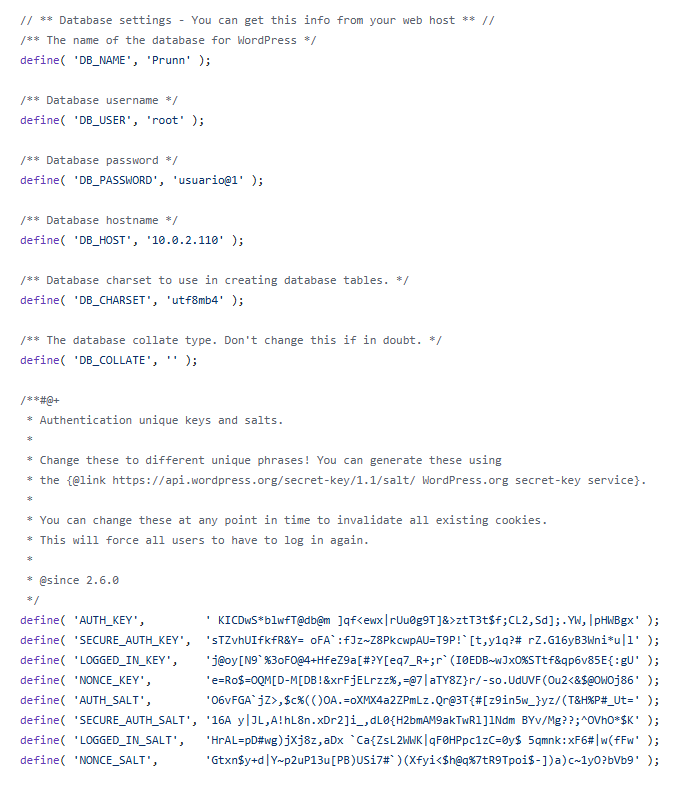 // ** Database settings - You can get this info from your web host ** //
/** The name of the database for WordPress */
define( 'DB_NAME', 'Prunn' );
/** Database username */
define( 'DB_USER', 'root' );
/** Database password */
define( 'DB_PASSWORD', 'usuario@1' );
/** Database hostname */
define( 'DB_HOST', '10.0.2.110' );
/** Database charset to use in creating database tables. */
define( 'DB_CHARSET', 'utf8mb4' );
/** The database collate type. Don't change this if in doubt. */
define( 'DB_COLLATE', '' );
/**#@+
 * Authentication unique keys and salts.
 *
 * Change these to different unique phrases! You can generate these using
 * the {@link https://api.wordpress.org/secret-key/1.1/salt/ WordPress.org secret-key service}.
 *
 * You can change these at any point in time to invalidate all existing cookies.
 * This will force all users to have to log in again.
 *
 * @since 2.6.0
 */
define( 'AUTH_KEY',         ' KICDwS*blwfT@db@m ]qf<ewx|rUu0g9T]&>ztT3t$f;CL2,Sd];.YW,|pHWBgx' );
define( 'SECURE_AUTH_KEY',  'sTZvhUIfkfR&Y= oFA`:fJz~Z8PkcwpAU=T9P!`[t,y1q?# rZ.G16yB3Wni*u|l' );
define( 'LOGGED_IN_KEY',    'j@oy[N9`%3oFO@4+HfeZ9a[#?Y[eq7_R+;r`(I0EDB~wJxO%STtf&qp6v85E{:gU' );
define( 'NONCE_KEY',        'e=Ro$=OQM[D-M[DB!&xrFjELrzz%,=@7|aTY8Z}r/-so.UdUVF(Ou2<&$@OWOj86' );
define( 'AUTH_SALT',        'O6vFGA`jZ>,$c%(()OA.=oXMX4a2ZPmLz.Qr@3T{#[z9in5w_}yz/(T&H%P#_Ut=' );
define( 'SECURE_AUTH_SALT', '16A y|JL,A!hL8n.xDr2]i_,dL0{H2bmAM9akTwRl]lNdm BYv/Mg??;^OVhO*$K' );
define( 'LOGGED_IN_SALT',   'HrAL=pD#wg)jXj8z,aDx `Ca{ZsL2WWK|qF0HPpc1zC=0y$ 5qmnk:xF6#|w(fFw' );
define( 'NONCE_SALT',       'Gtxn$y+d|Y~p2uP13u[PB)USi7#`)(Xfyi<$h@q%7tR9Tpoi$-])a)c~1yO?bVb9' );